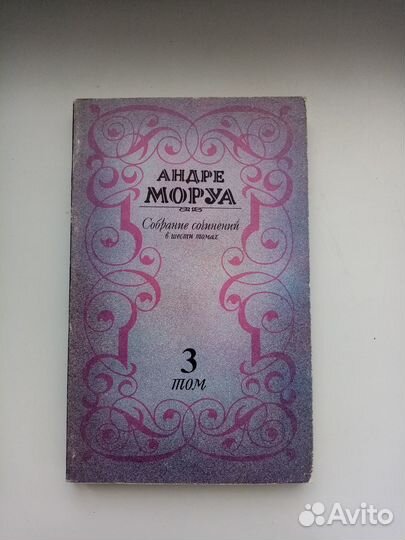 АНДРЕ
МОРУА
Собрание сочинений
в шести томах
3
том
Avito